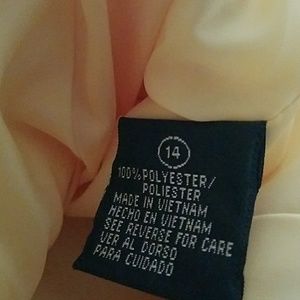 14
100% POLYESTER/
POLIESTER
MADE IN VIETNAM
HECHO EN VIETNAM
SEE REVERSE FOR CARE
VER AL DORSO
PARA CUIDADO